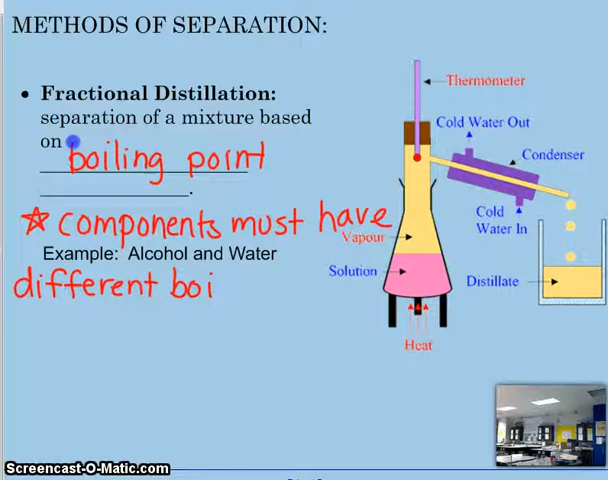 METHODS OF SEPARATION:
• Fractional Distillation:
separation of a mixture based
on boiling point
____________________.
☆ components must have
Example: Alcohol and Water
different boi
Thermometer
Cold Water Out
Condenser
Cold
Water In
Vapour
Solution
Distillate
Heat
Screencast-O-Matic.com